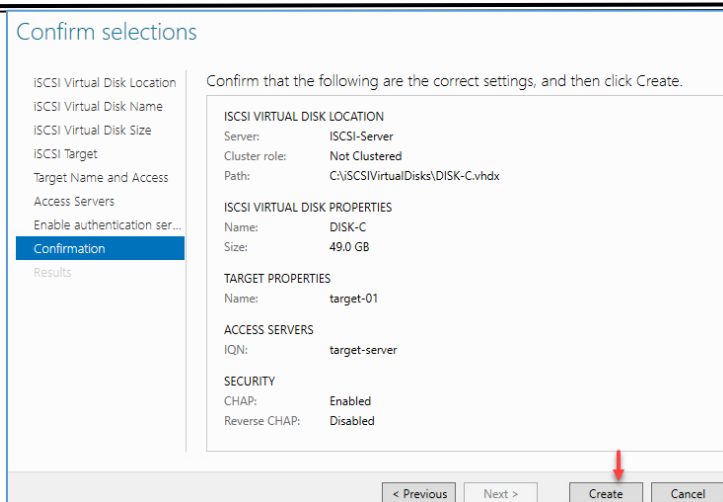 Confirm selections
iSCSI Virtual Disk Location
iSCSI Virtual Disk Name
iSCSI Virtual Disk Size
iSCSI Target
Target Name and Access
Access Servers
Enable authentication ser...
Confirmation
Results
Confirm that the following are the correct settings, and then click Create.
ISCSI VIRTUAL DISK LOCATION
Server: ISCSI-Server
Cluster role: Not Clustered
Path: C:\iSCSIVirtualDisks\DISK-C.vhdx
ISCSI VIRTUAL DISK PROPERTIES
Name: DISK-C
Size: 49.0 GB
TARGET PROPERTIES
Name: target-01
ACCESS SERVERS
IQN: target-server
SECURITY
CHAP: Enabled
Reverse CHAP: Disabled
< Previous Next > Create Cancel